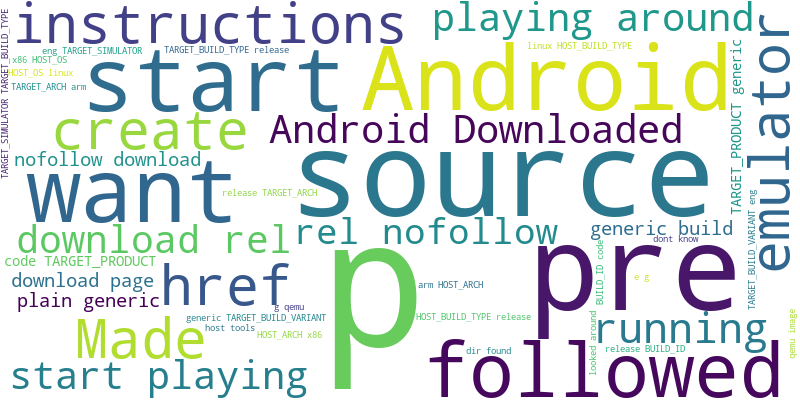 instructions
playing around
eng TARGET_SIMULATOR
TARGET_BUILD_TYPE release
linux HOST_BUILD_TYPE
x86 HOST_OS
HOST_OS linux
TARGET_ARCH arm
TARGET_SIMULATOR TARGET_BUILD_TYPE
start
Android
emulator
TARGET_PRODUCT generic
create
Android Downloaded
nofollow download
source
want
release TARGET_ARCH
TARGET_BUILD_VARIANT eng
download rel
rel nofollow
generic build
dont know
code TARGET_PRODUCT
p
pre
BUILD_ID code
download page
href
e g
arm HOST_ARCH
plain generic
g qemu
generic TARGET_BUILD_VARIANT
HOST_BUILD_TYPE release
host tools
HOST_ARCH x86
Made
running
looked around
qemu image
dir found
release BUILD_ID
start playing
followed